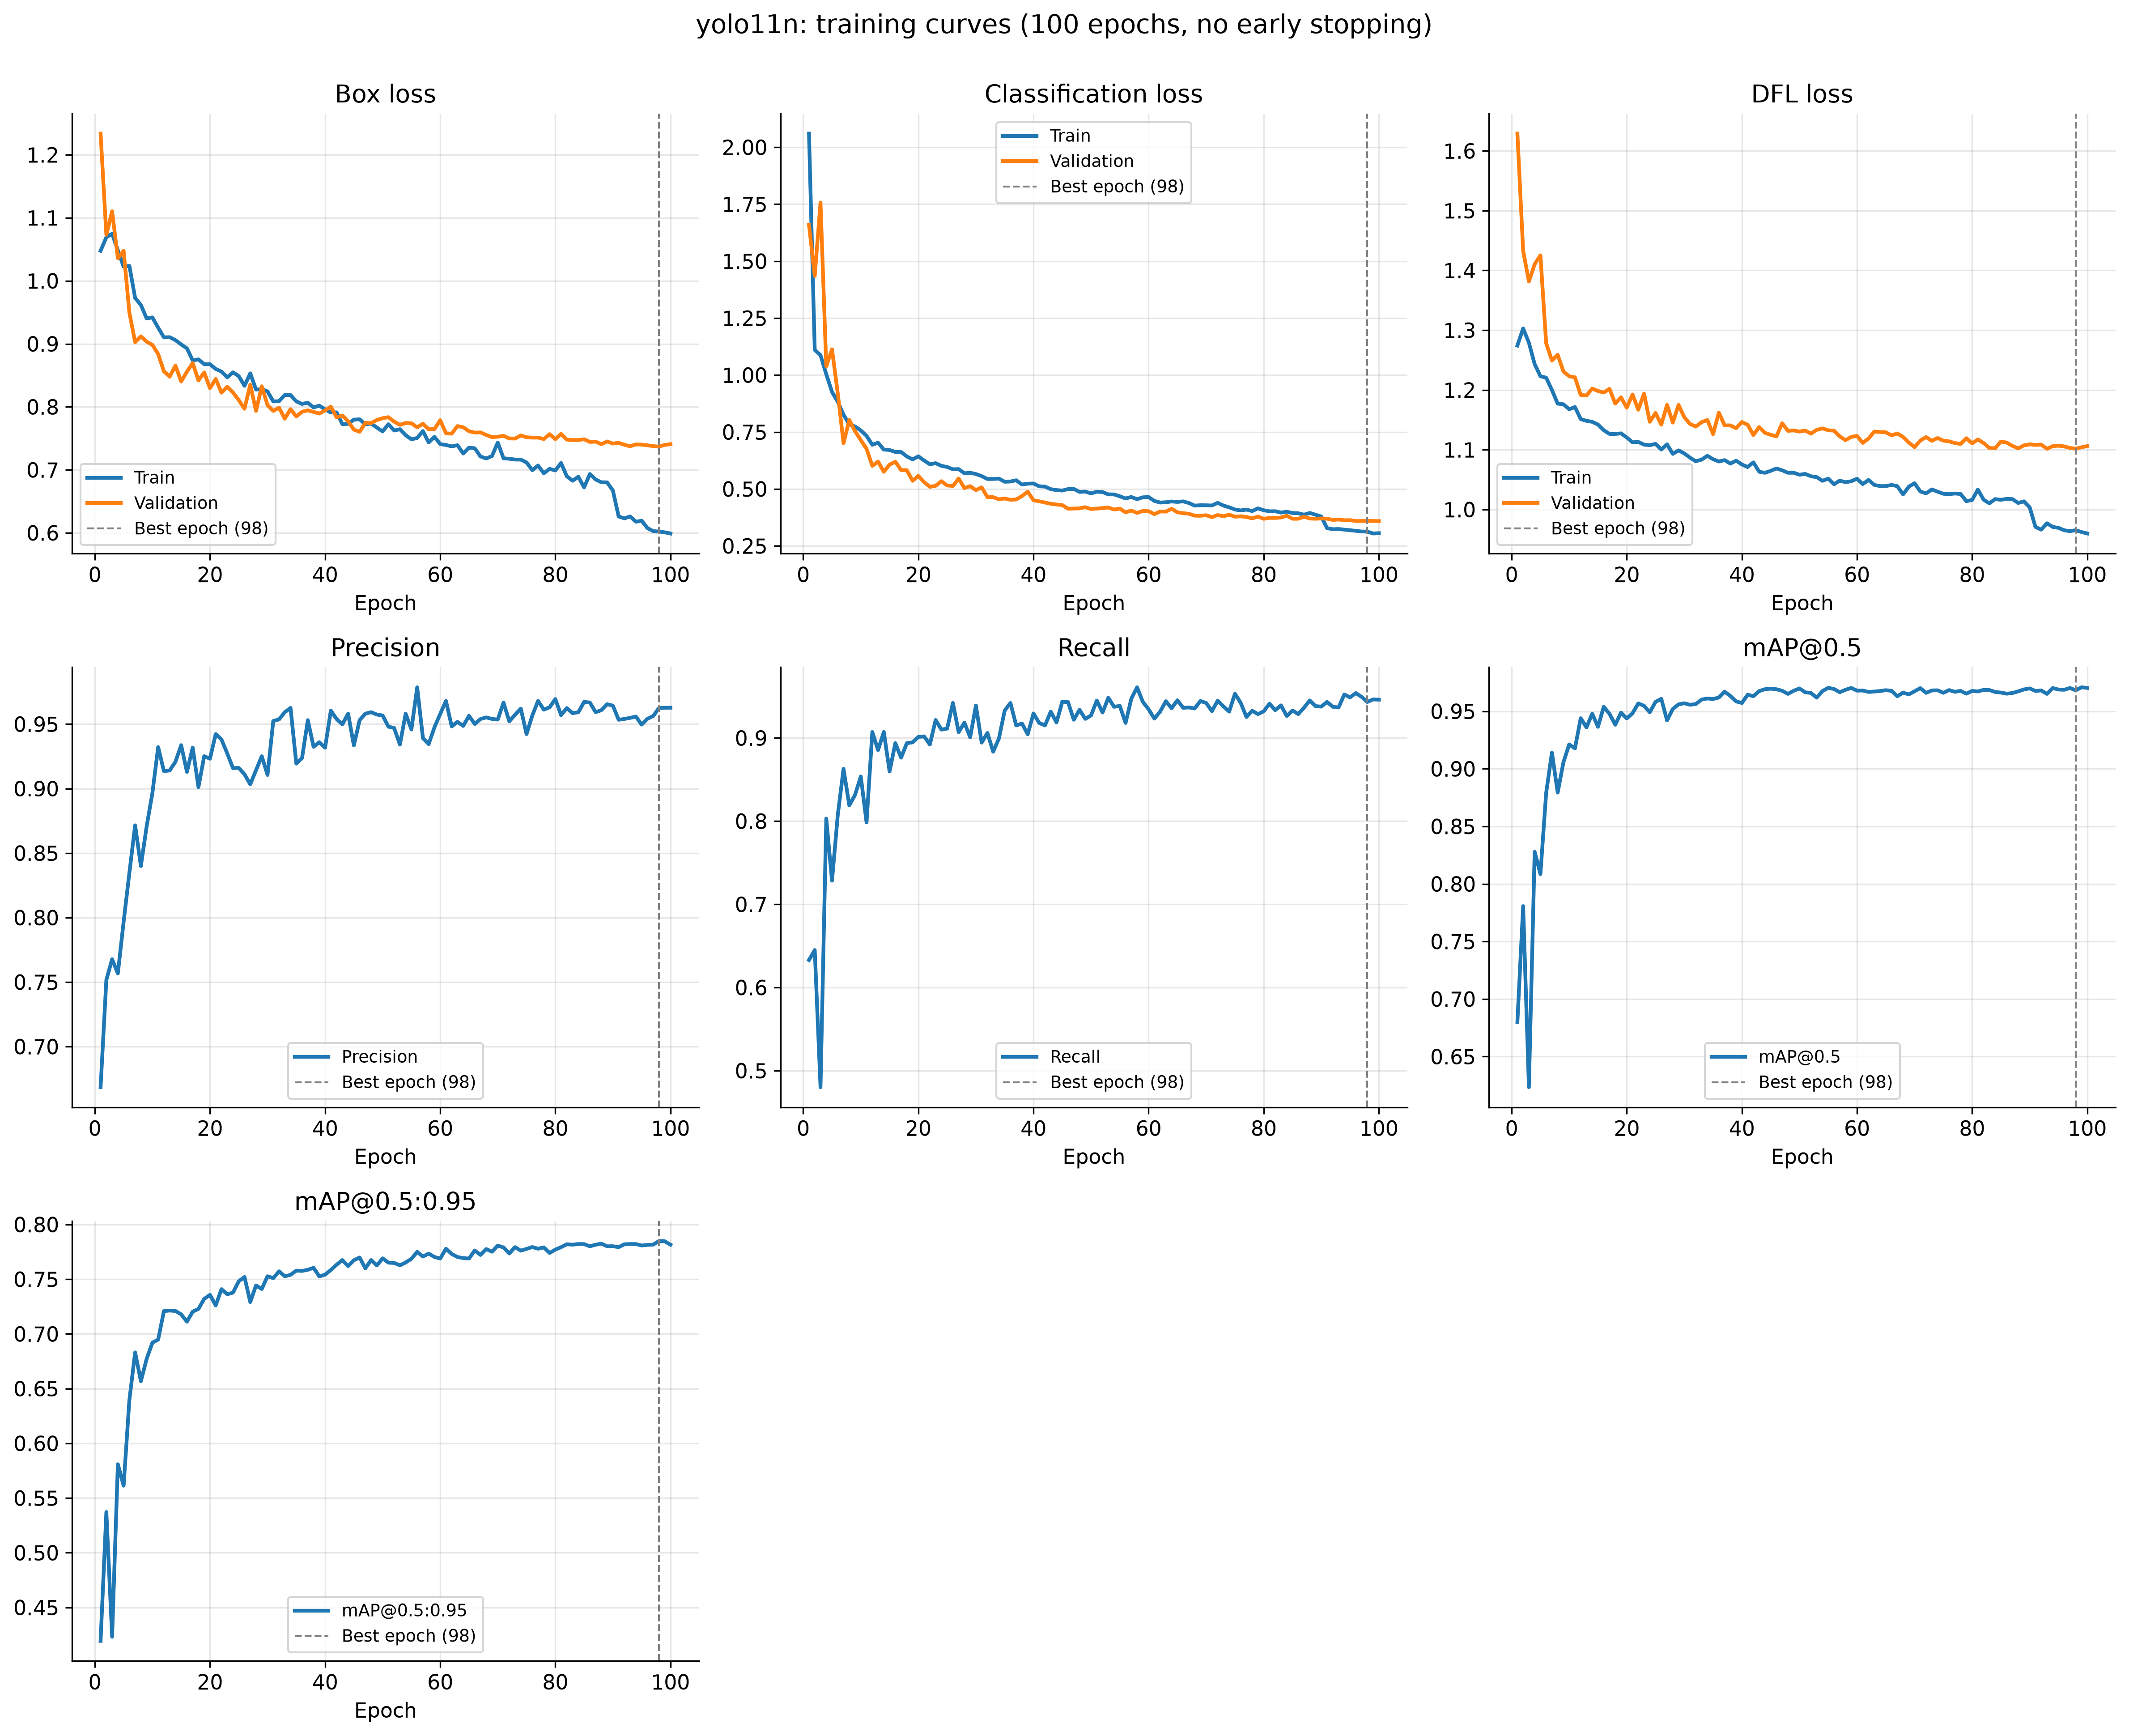 yolo11n: training curves (100 epochs, no early stopping)
Box loss
1.2
1.1
1.0
0.9
0.8
0.7
0.6
Train
Validation
Best epoch (98)
0 20 40 60 80 100
Epoch
Classification loss
2.00
1.75
1.50
1.25
1.00
0.75
0.50
0.25
Train
Validation
Best epoch (98)
0 20 40 60 80 100
Epoch
DFL loss
1.6
1.5
1.4
1.3
1.2
1.1
1.0
Train
Validation
Best epoch (98)
0 20 40 60 80 100
Epoch
Precision
0.95
0.90
0.85
0.80
0.75
0.70
Precision
Best epoch (98)
0 20 40 60 80 100
Epoch
Recall
0.9
0.8
0.7
0.6
0.5
Recall
Best epoch (98)
0 20 40 60 80 100
Epoch
mAP@0.5
0.95
0.90
0.85
0.80
0.75
0.70
0.65
mAP@0.5
Best epoch (98)
0 20 40 60 80 100
Epoch
mAP@0.5:0.95
0.80
0.75
0.70
0.65
0.60
0.55
0.50
0.45
mAP@0.5:0.95
Best epoch (98)
0 20 40 60 80 100
Epoch